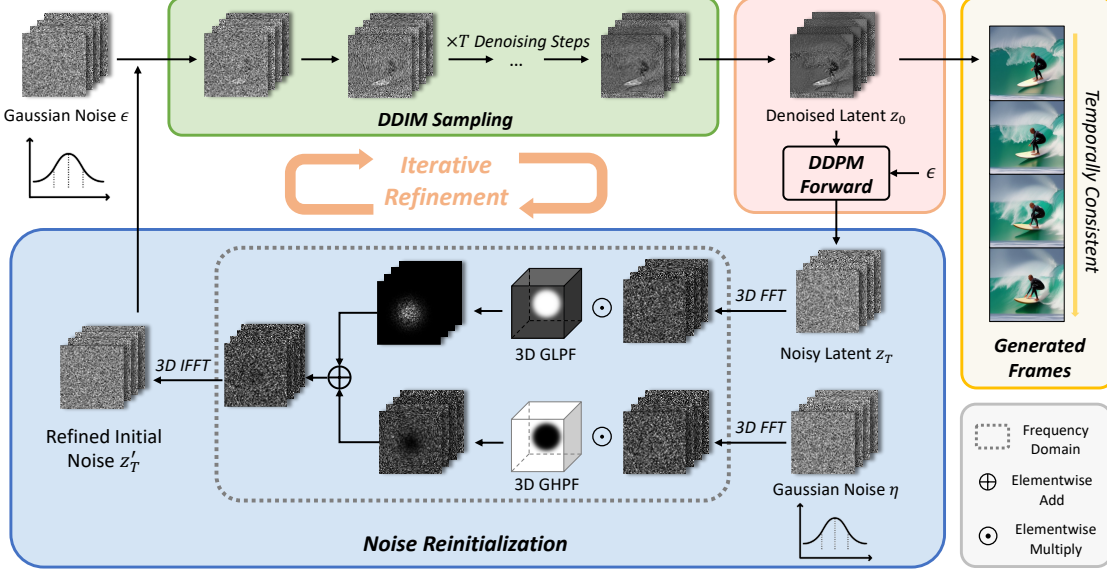 Gaussian Noise ϵ
×T Denoising Steps
...
DDIM Sampling
Denoised Latent z₀
DDPM
Forward
ϵ
Temporally Consistent
Generated
Frames
Iterative
Refinement
3D FFT
3D GLPF
Noisy Latent z_T
3D IFFT
Refined Initial
Noise z′_T
3D FFT
3D GHPF
Gaussian Noise η
Noise Reinitialization
Frequency
Domain
Elementwise
Add
Elementwise
Multiply